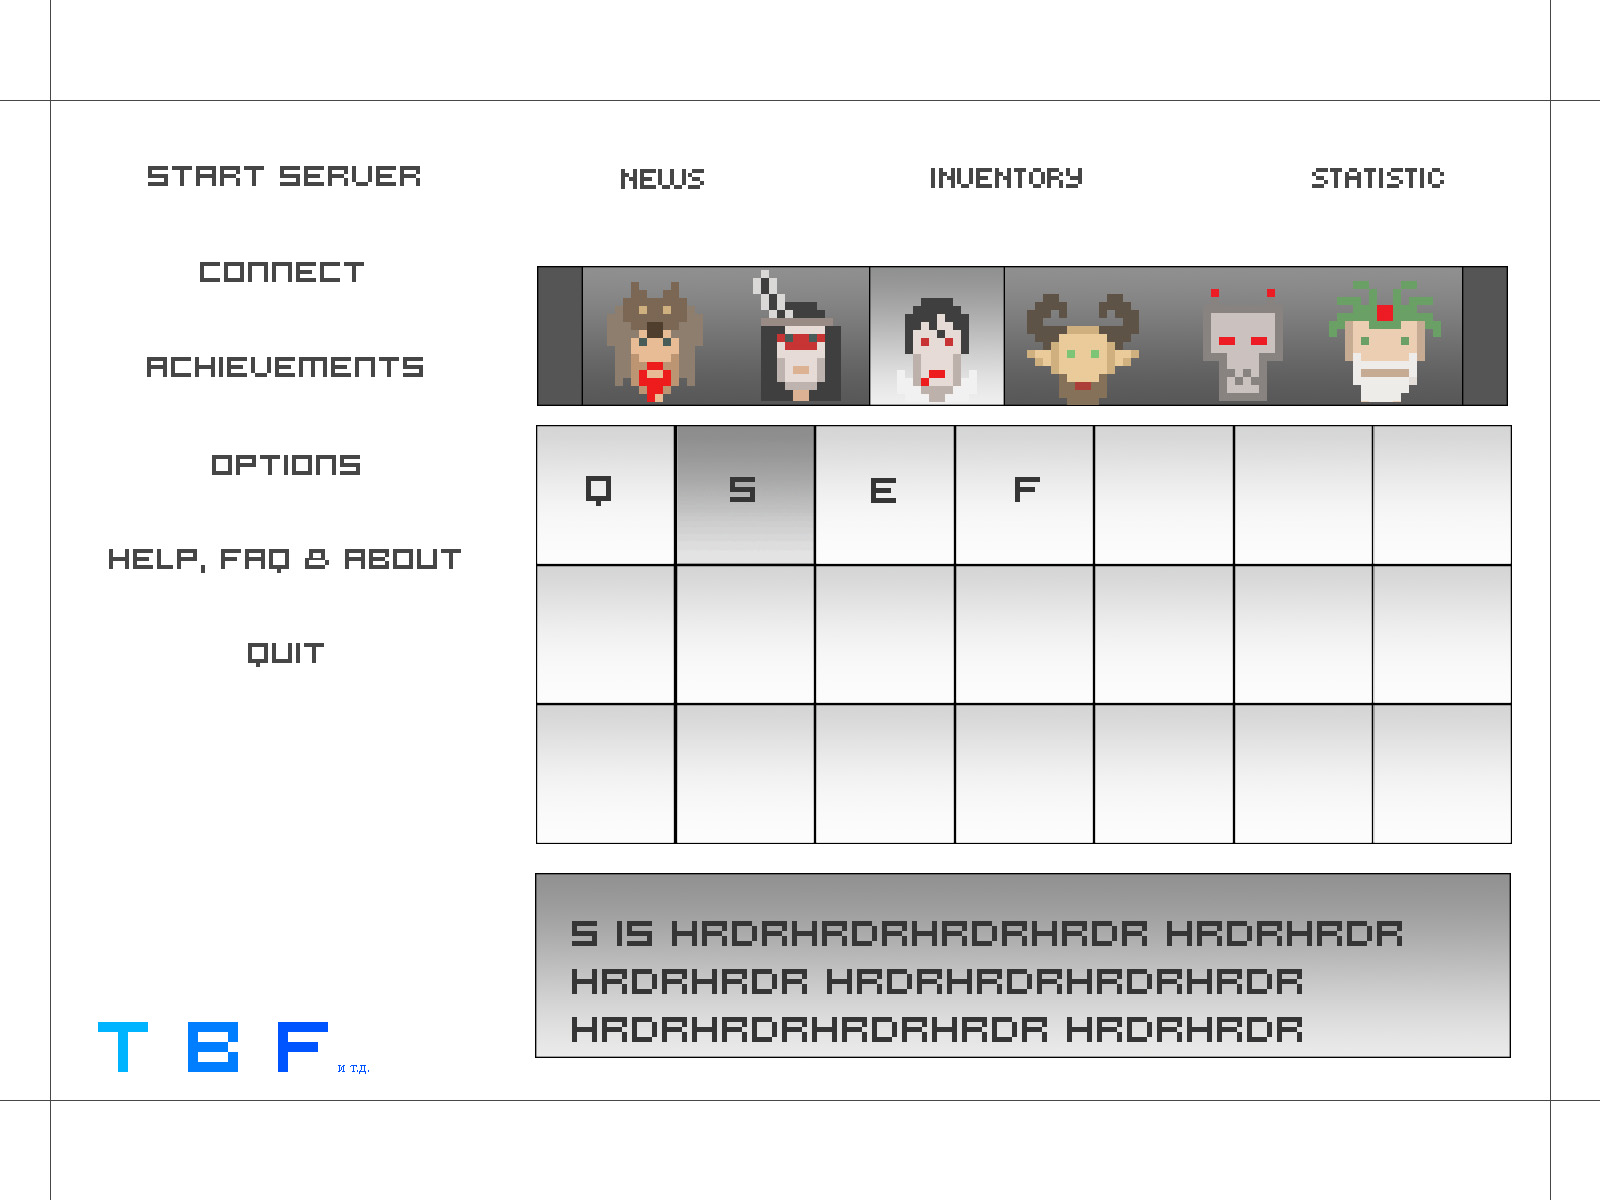 START SERVER
CONNECT
ACHIEVEMENTS
OPTIONS
HELP, FAQ & ABOUT
QUIT
NEWS
INVENTORY
STATISTIC
Q
S
E
F
S IS HRDRHRDRHRDRHRDR HRDRHRDR
HRDRHRDR HRDRHRDRHRDRHRDR
HRDRHRDRHRDRHRDR HRDRHRDR
T B F и т.д.